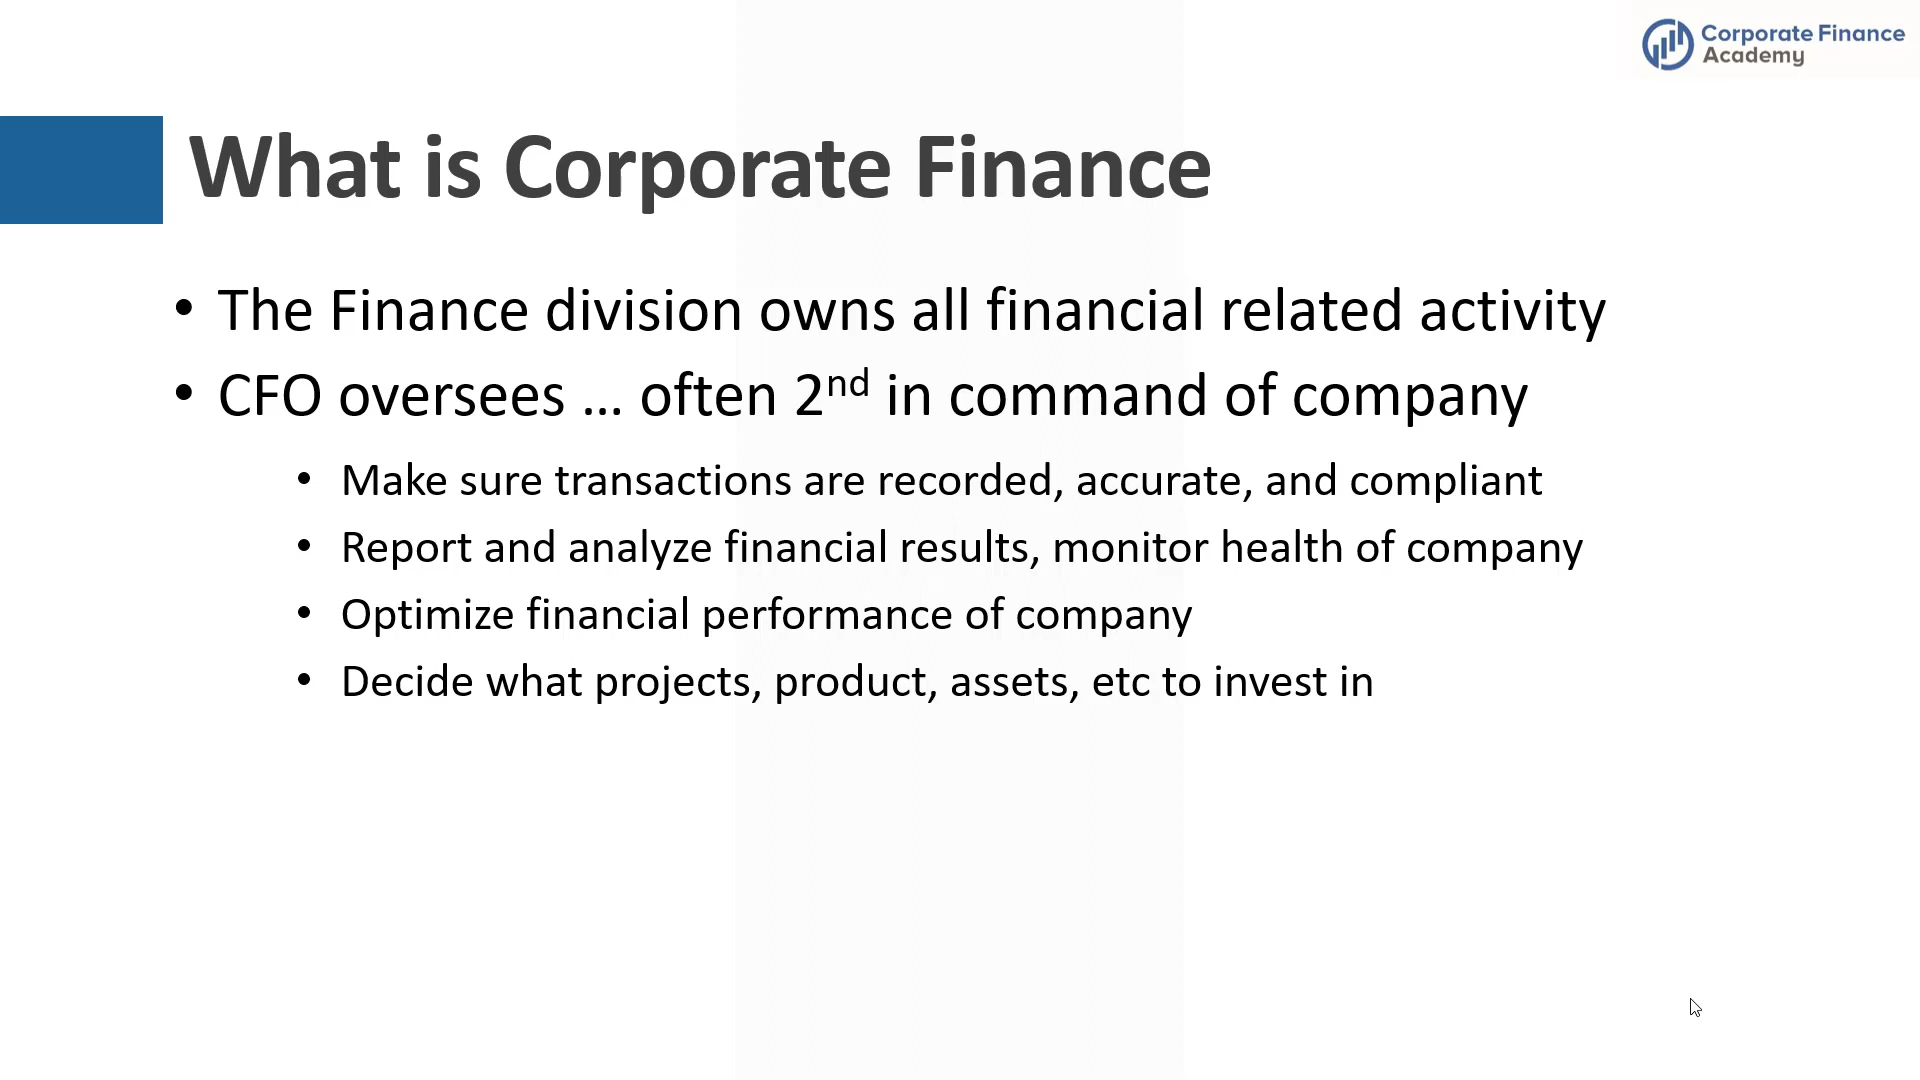 Corporate Finance
Academy
What is Corporate Finance
• The Finance division owns all financial related activity
• CFO oversees … often 2nd in command of company
• Make sure transactions are recorded, accurate, and compliant
• Report and analyze financial results, monitor health of company
• Optimize financial performance of company
• Decide what projects, product, assets, etc to invest in